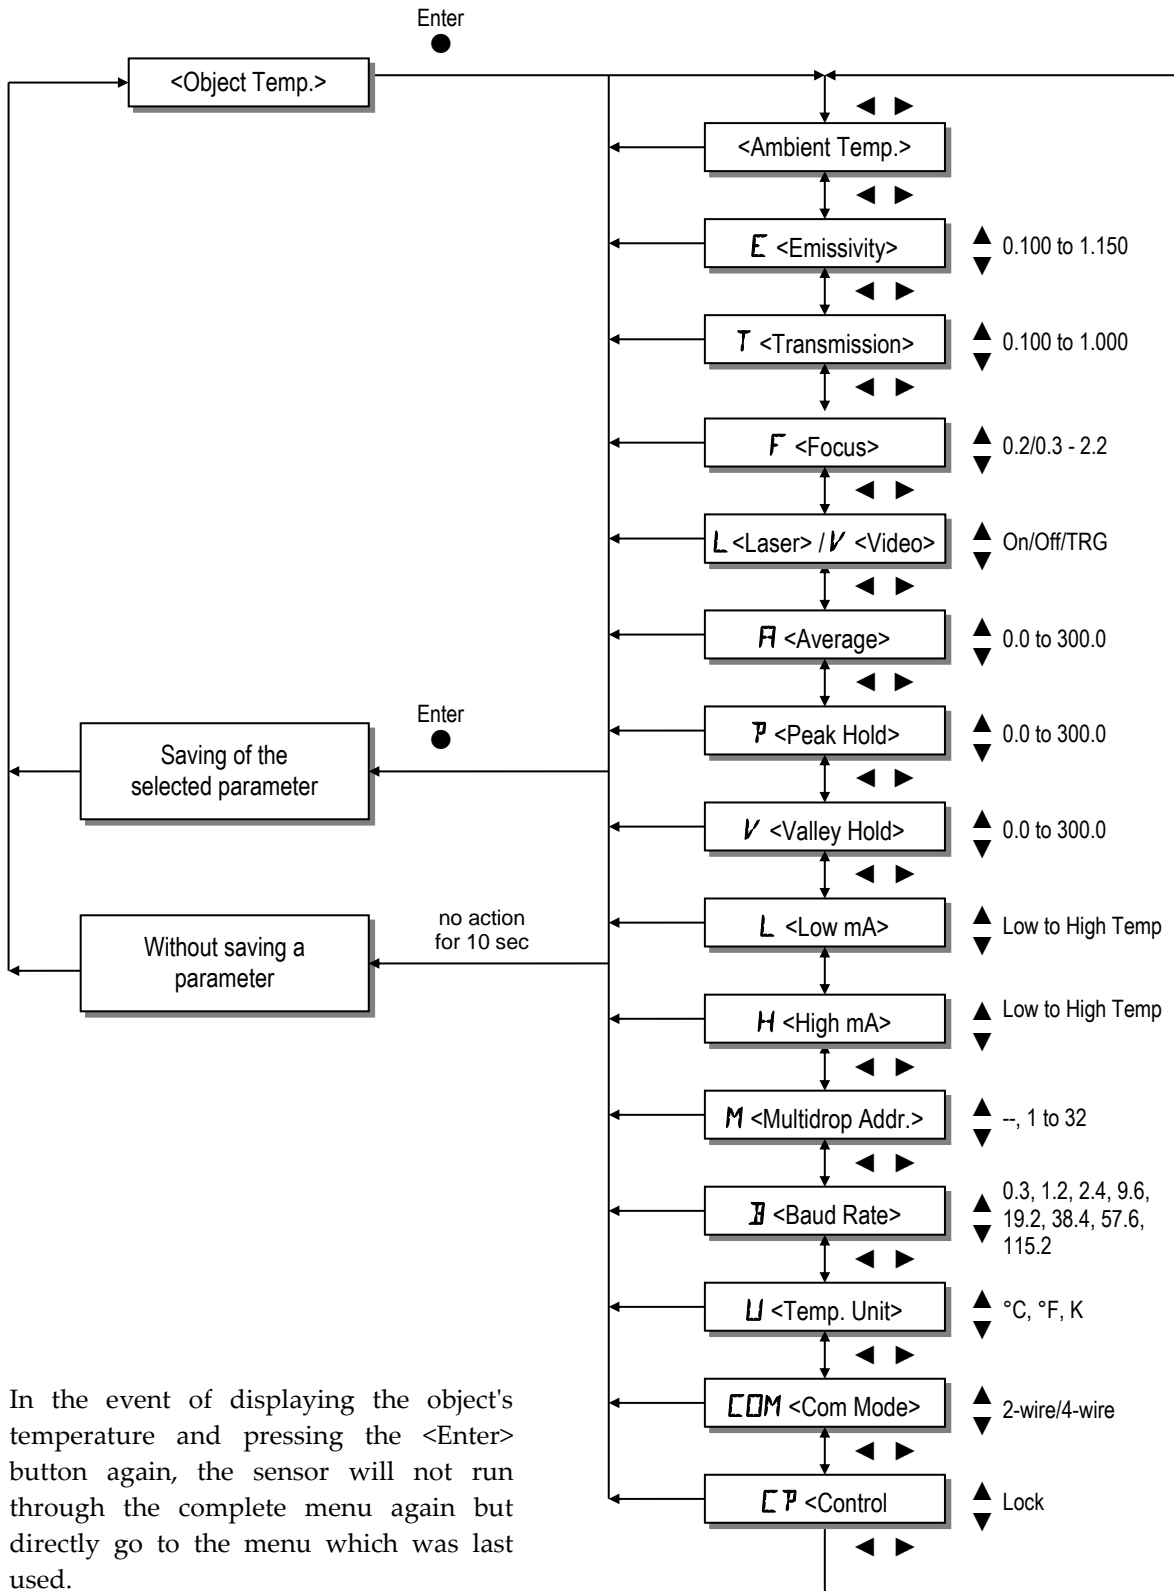 Enter
<Object Temp.>
<Ambient Temp.>
E <Emissivity>
0.100 to 1.150
T <Transmission>
0.100 to 1.000
F <Focus>
0.2/0.3 - 2.2
L <Laser> / V <Video>
On/Off/TRG
A <Average>
0.0 to 300.0
Enter
P <Peak Hold>
0.0 to 300.0
Saving of the
selected parameter
V <Valley Hold>
0.0 to 300.0
no action
for 10 sec
Without saving a
parameter
L <Low mA>
Low to High Temp
H <High mA>
Low to High Temp
M <Multidrop Addr.>
--, 1 to 32
B <Baud Rate>
0.3, 1.2, 2.4, 9.6,
19.2, 38.4, 57.6,
115.2
U <Temp. Unit>
°C, °F, K
COM <Com Mode>
2-wire/4-wire
CP <Control
Lock
In the event of displaying the object's
temperature and pressing the <Enter>
button again, the sensor will not run
through the complete menu again but
directly go to the menu which was last
used.